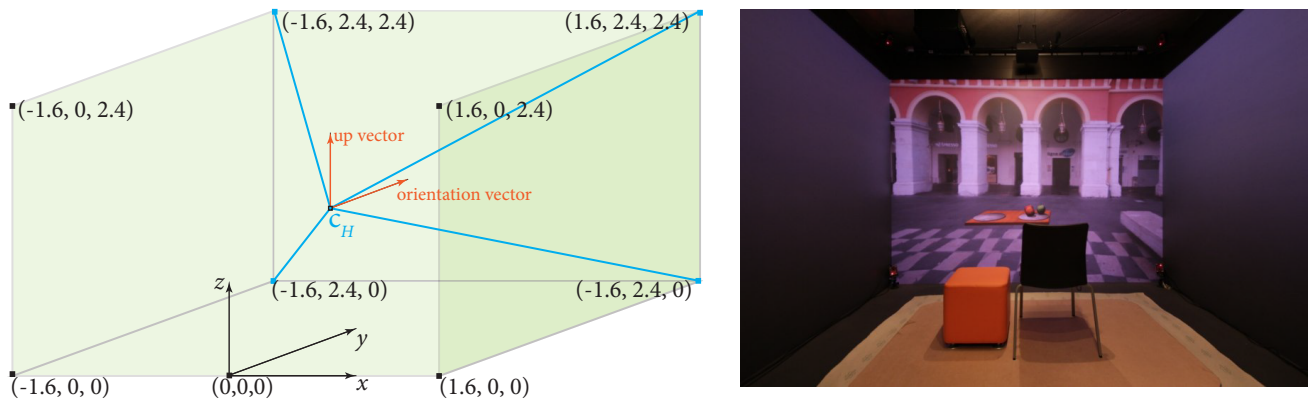 (-1.6, 2.4, 2.4)
(1.6, 2.4, 2.4)
(-1.6, 0, 2.4)
(1.6, 0, 2.4)
up vector
orientation vector
C_H
z
(-1.6, 2.4, 0)
(-1.6, 2.4, 0)
y
(-1.6, 0, 0)
(0,0,0)
x
(1.6, 0, 0)